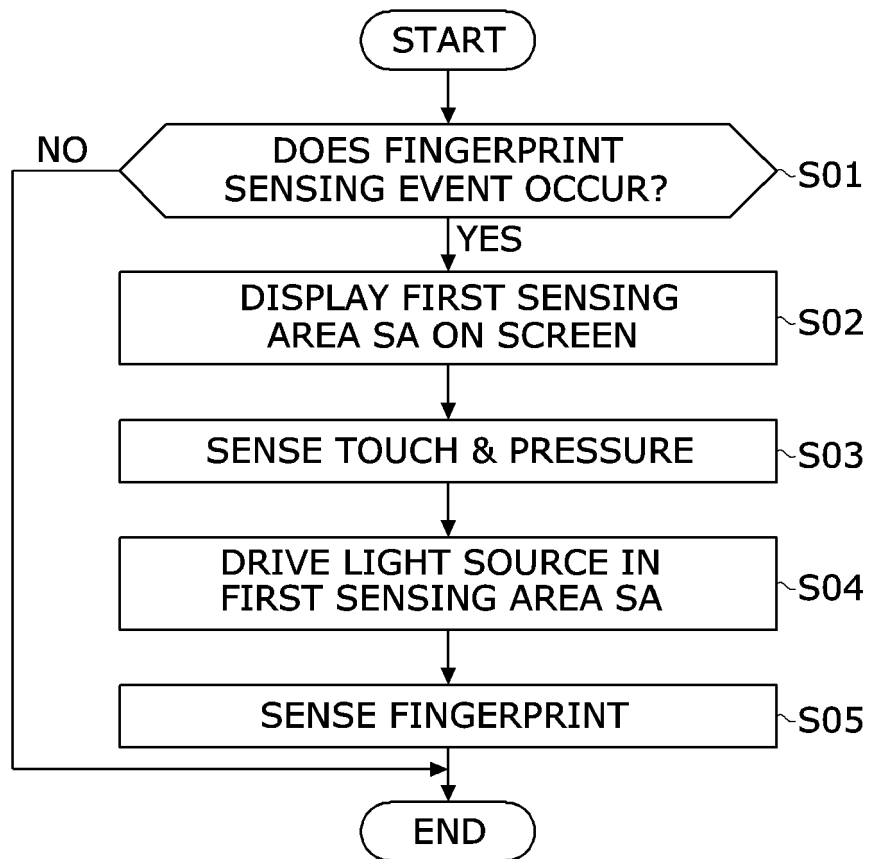 START
NO
DOES FINGERPRINT
SENSING EVENT OCCUR?
S01
YES
DISPLAY FIRST SENSING
AREA SA ON SCREEN
S02
SENSE TOUCH & PRESSURE
S03
DRIVE LIGHT SOURCE IN
FIRST SENSING AREA SA
S04
SENSE FINGERPRINT
S05
END